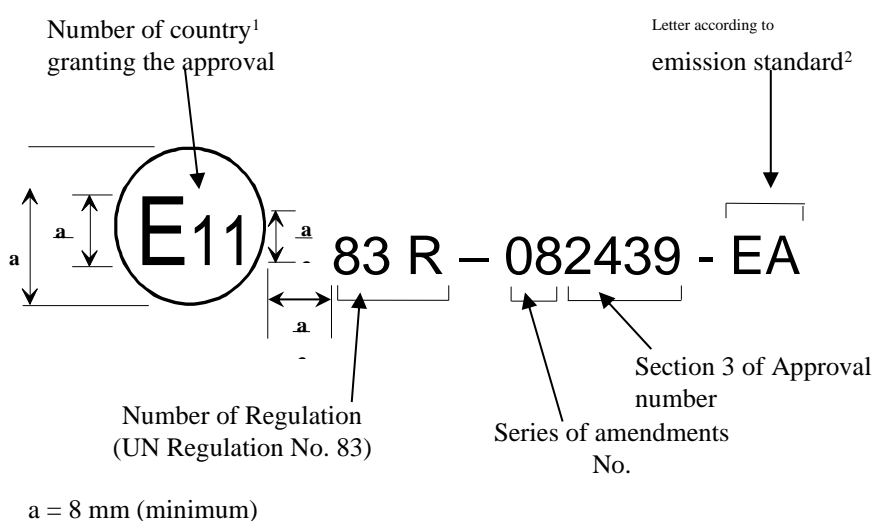 Number of country¹
granting the approval
Letter according to
emission standard²
E11
a
a
a
83 R – 082439 - EA
a
Section 3 of Approval
number
Number of Regulation
(UN Regulation No. 83)
Series of amendments
No.
a = 8 mm (minimum)